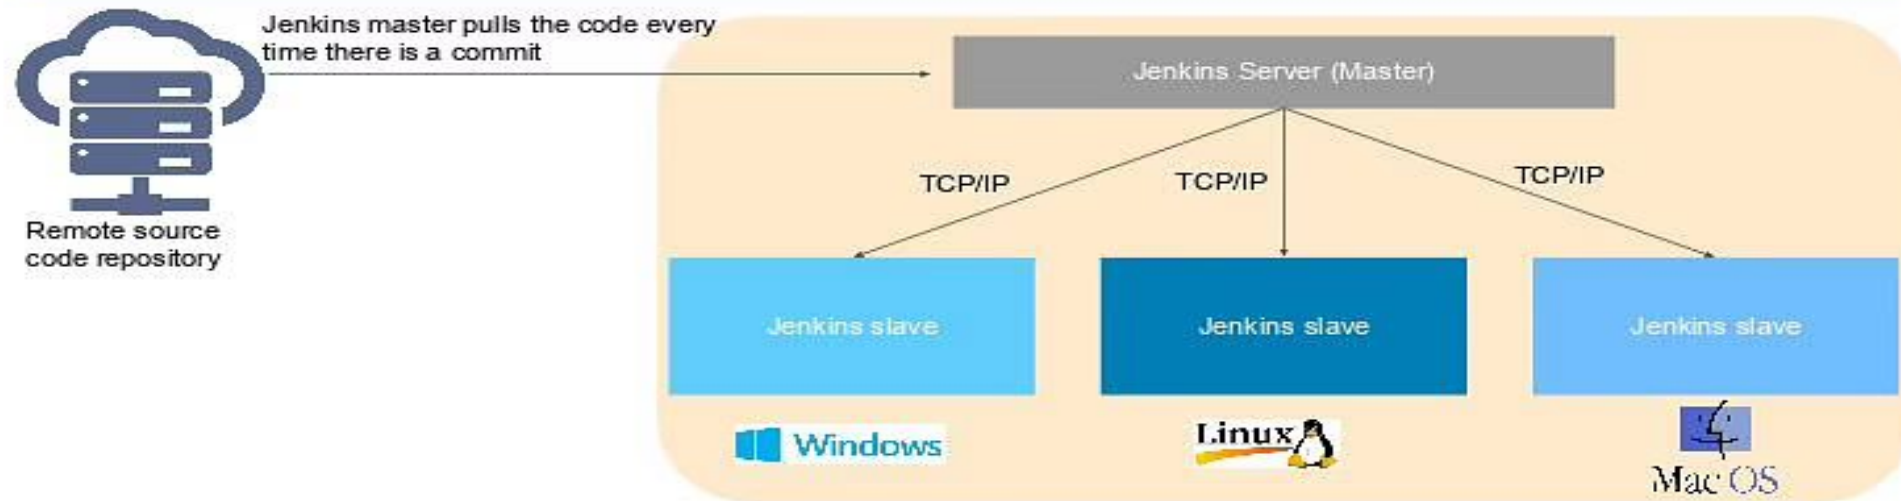 Jenkins master pulls the code every
time there is a commit
Jenkins Server (Master)
TCP/IP
TCP/IP
TCP/IP
Remote source
code repository
Jenkins slave
Jenkins slave
Jenkins slave
Windows
Linux
Mac OS